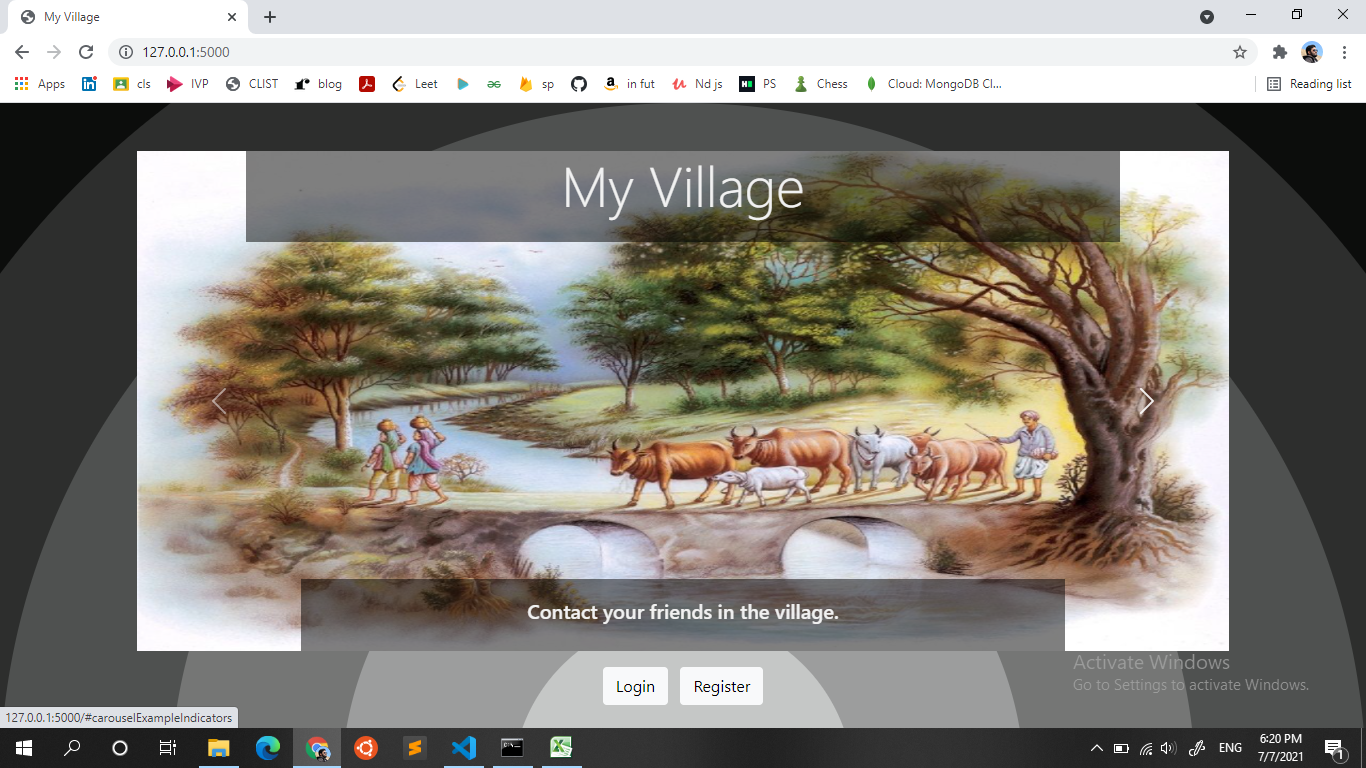 My Village
127.0.0.1:5000
Apps
cls
IVP
CLIST
blog
Leet
sp
in fut
Nd js
PS
Chess
Cloud: MongoDB Cl...
Reading list
My Village
Contact your friends in the village.
Login
Register
Activate Windows
Go to Settings to activate Windows.
127.0.0.1:5000/#carouselExampleIndicators
ENG
6:20 PM
7/7/2021
1